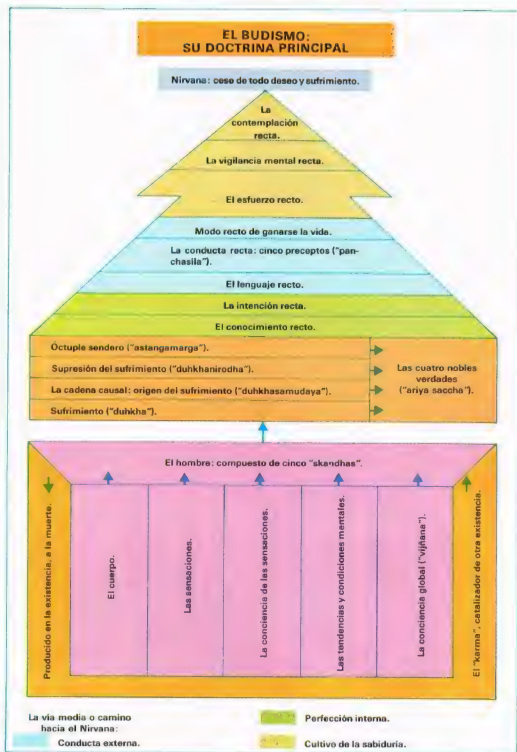 EL BUDISMO:
SU DOCTRINA PRINCIPAL
Nirvana: cese de todo deseo y sufrimiento.
La
contemplación
recta.
La vigilancia mental recta.
El esfuerzo recto.
Modo recto de ganarse la vida.
La conducta recta: cinco preceptos ("pan-
chasila").
El lenguaje recto.
La intención recta.
El conocimiento recto.
Óctuple sendero ("astangamarga").
Supresión del sufrimiento ("duhkhanirodha").
La cadena causal: origen del sufrimiento ("duhkhasamudaya").
Sufrimiento ("duhkha").
Las cuatro nobles
verdades
("ariya saccha").
El hombre: compuesto de cinco "skandhas".
Producido en la existencia, a la muerte.
El cuerpo.
Las sensaciones.
La conciencia de las sensaciones.
Las tendencias y condiciones mentales.
La conciencia global ("vijñana").
El "karma", catalizador de otra existencia.
La via media o camino
hacia el Nirvana:
Conducta externa.
Perfección interna.
Cultivo de la sabiduría.